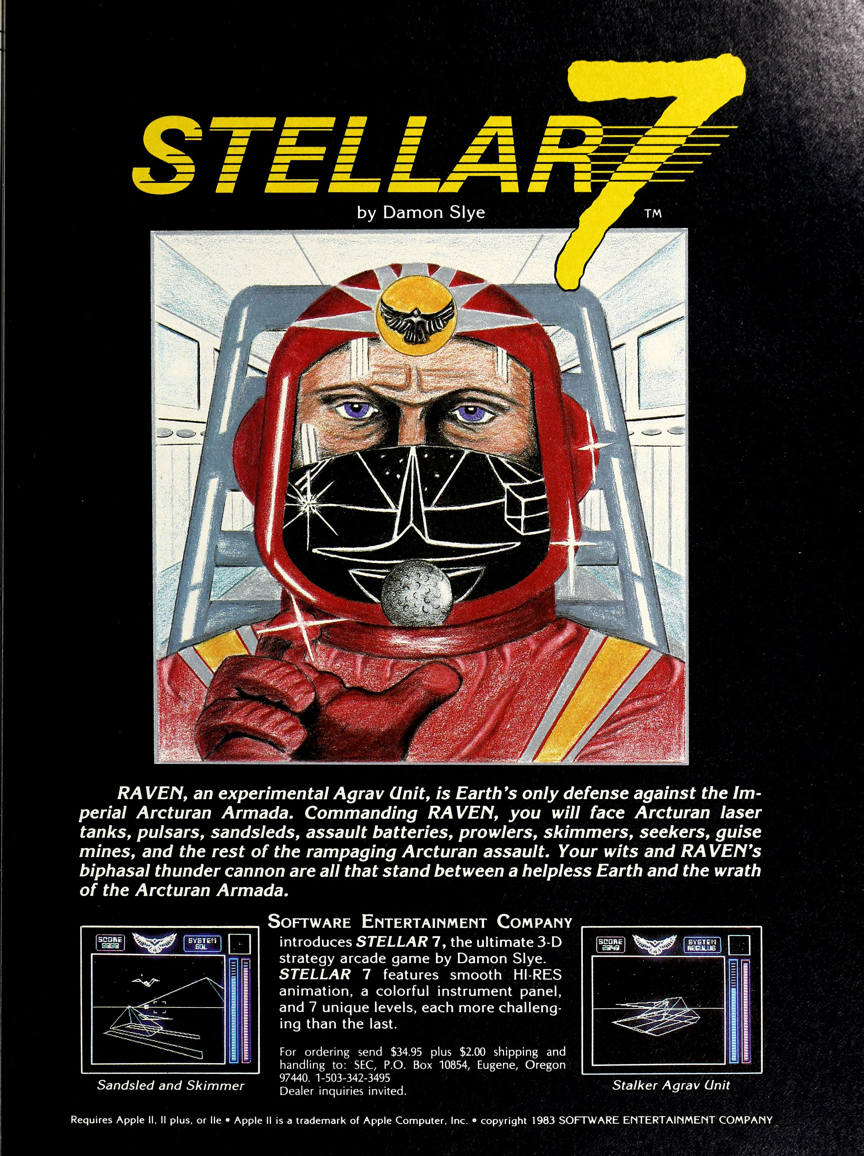 STELLAR 7
by Damon Slye
TM
RAVEN, an experimental Agrav Unit, is Earth's only defense against the Im-
perial Arcturan Armada. Commanding RAVEN, you will face Arcturan laser
tanks, pulsars, sandsleds, assault batteries, prowlers, skimmers, seekers, guise
mines, and the rest of the rampaging Arcturan assault. Your wits and RAVEN's
biphasal thunder cannon are all that stand between a helpless Earth and the wrath
of the Arcturan Armada.
SOFTWARE ENTERTAINMENT COMPANY
introduces STELLAR 7, the ultimate 3-D
strategy arcade game by Damon Slye.
STELLAR 7 features smooth HI-RES
animation, a colorful instrument panel,
and 7 unique levels, each more challeng-
ing than the last.
For ordering send $34.95 plus $2.00 shipping and
handling to: SEC, P.O. Box 10854, Eugene, Oregon
97440. 1-503-342-3495
Dealer inquiries invited.
SCORE
SYSTEM
SOL
Sandsled and Skimmer
SCORE
SYSTEM
REGULUS
Stalker Agrav Unit
Requires Apple II, II plus, or IIe • Apple II is a trademark of Apple Computer, Inc. • copyright 1983 SOFTWARE ENTERTAINMENT COMPANY